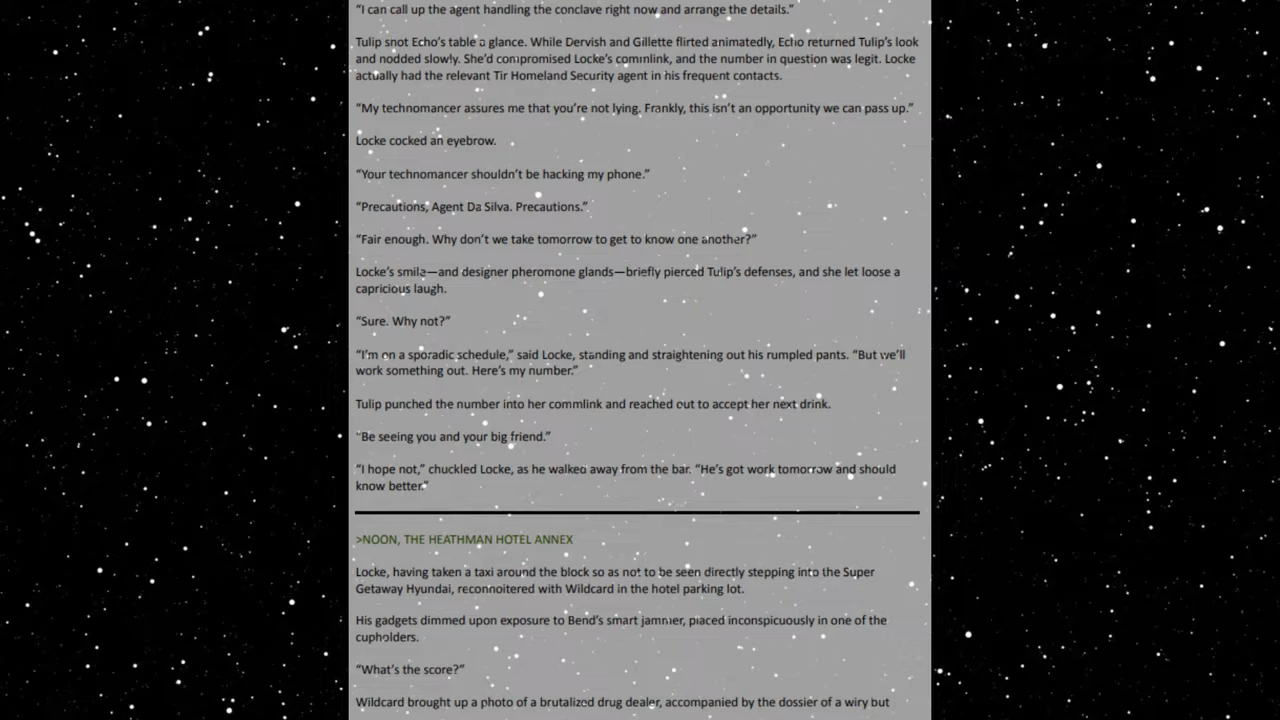 “I can call up the agent handling the conclave right now and arrange the details.”
Tulip snot Echo’s table a glance. While Dervish and Gillette flirted animatedly, Echo returned Tulip’s look
and nodded slowly. She’d compromised Locke’s commlink, and the number in question was legit. Locke
actually had the relevant Tir Homeland Security agent in his frequent contacts.
“My technomancer assures me that you’re not lying. Frankly, this isn’t an opportunity we can pass up.”
Locke cocked an eyebrow.
“Your technomancer shouldn’t be hacking my phone.”
“Precautions, Agent Da Silva. Precautions.”
“Fair enough. Why don’t we take tomorrow to get to know one another?”
Locke’s smile—and designer pheromone glands—briefly pierced Tulip’s defenses, and she let loose a
capricious laugh.
“Sure. Why not?”
“I’m on a sporadic schedule,” said Locke, standing and straightening out his rumpled pants. “But we’ll
work something out. Here’s my number.”
Tulip punched the number into her commlink and reached out to accept her next drink.
“Be seeing you and your big friend.”
“I hope not,” chuckled Locke, as he walked away from the bar. “He’s got work tomorrow and should
know better.”
>NOON, THE HEATHMAN HOTEL ANNEX
Locke, having taken a taxi around the block so as not to be seen directly stepping into the Super
Getaway Hyundai, reconnoitered with Wildcard in the hotel parking lot.
His gadgets dimmed upon exposure to Bend’s smart jammer, placed inconspicuously in one of the
cupholders.
“What’s the score?”
Wildcard brought up a photo of a brutalized drug dealer, accompanied by the dossier of a wiry but